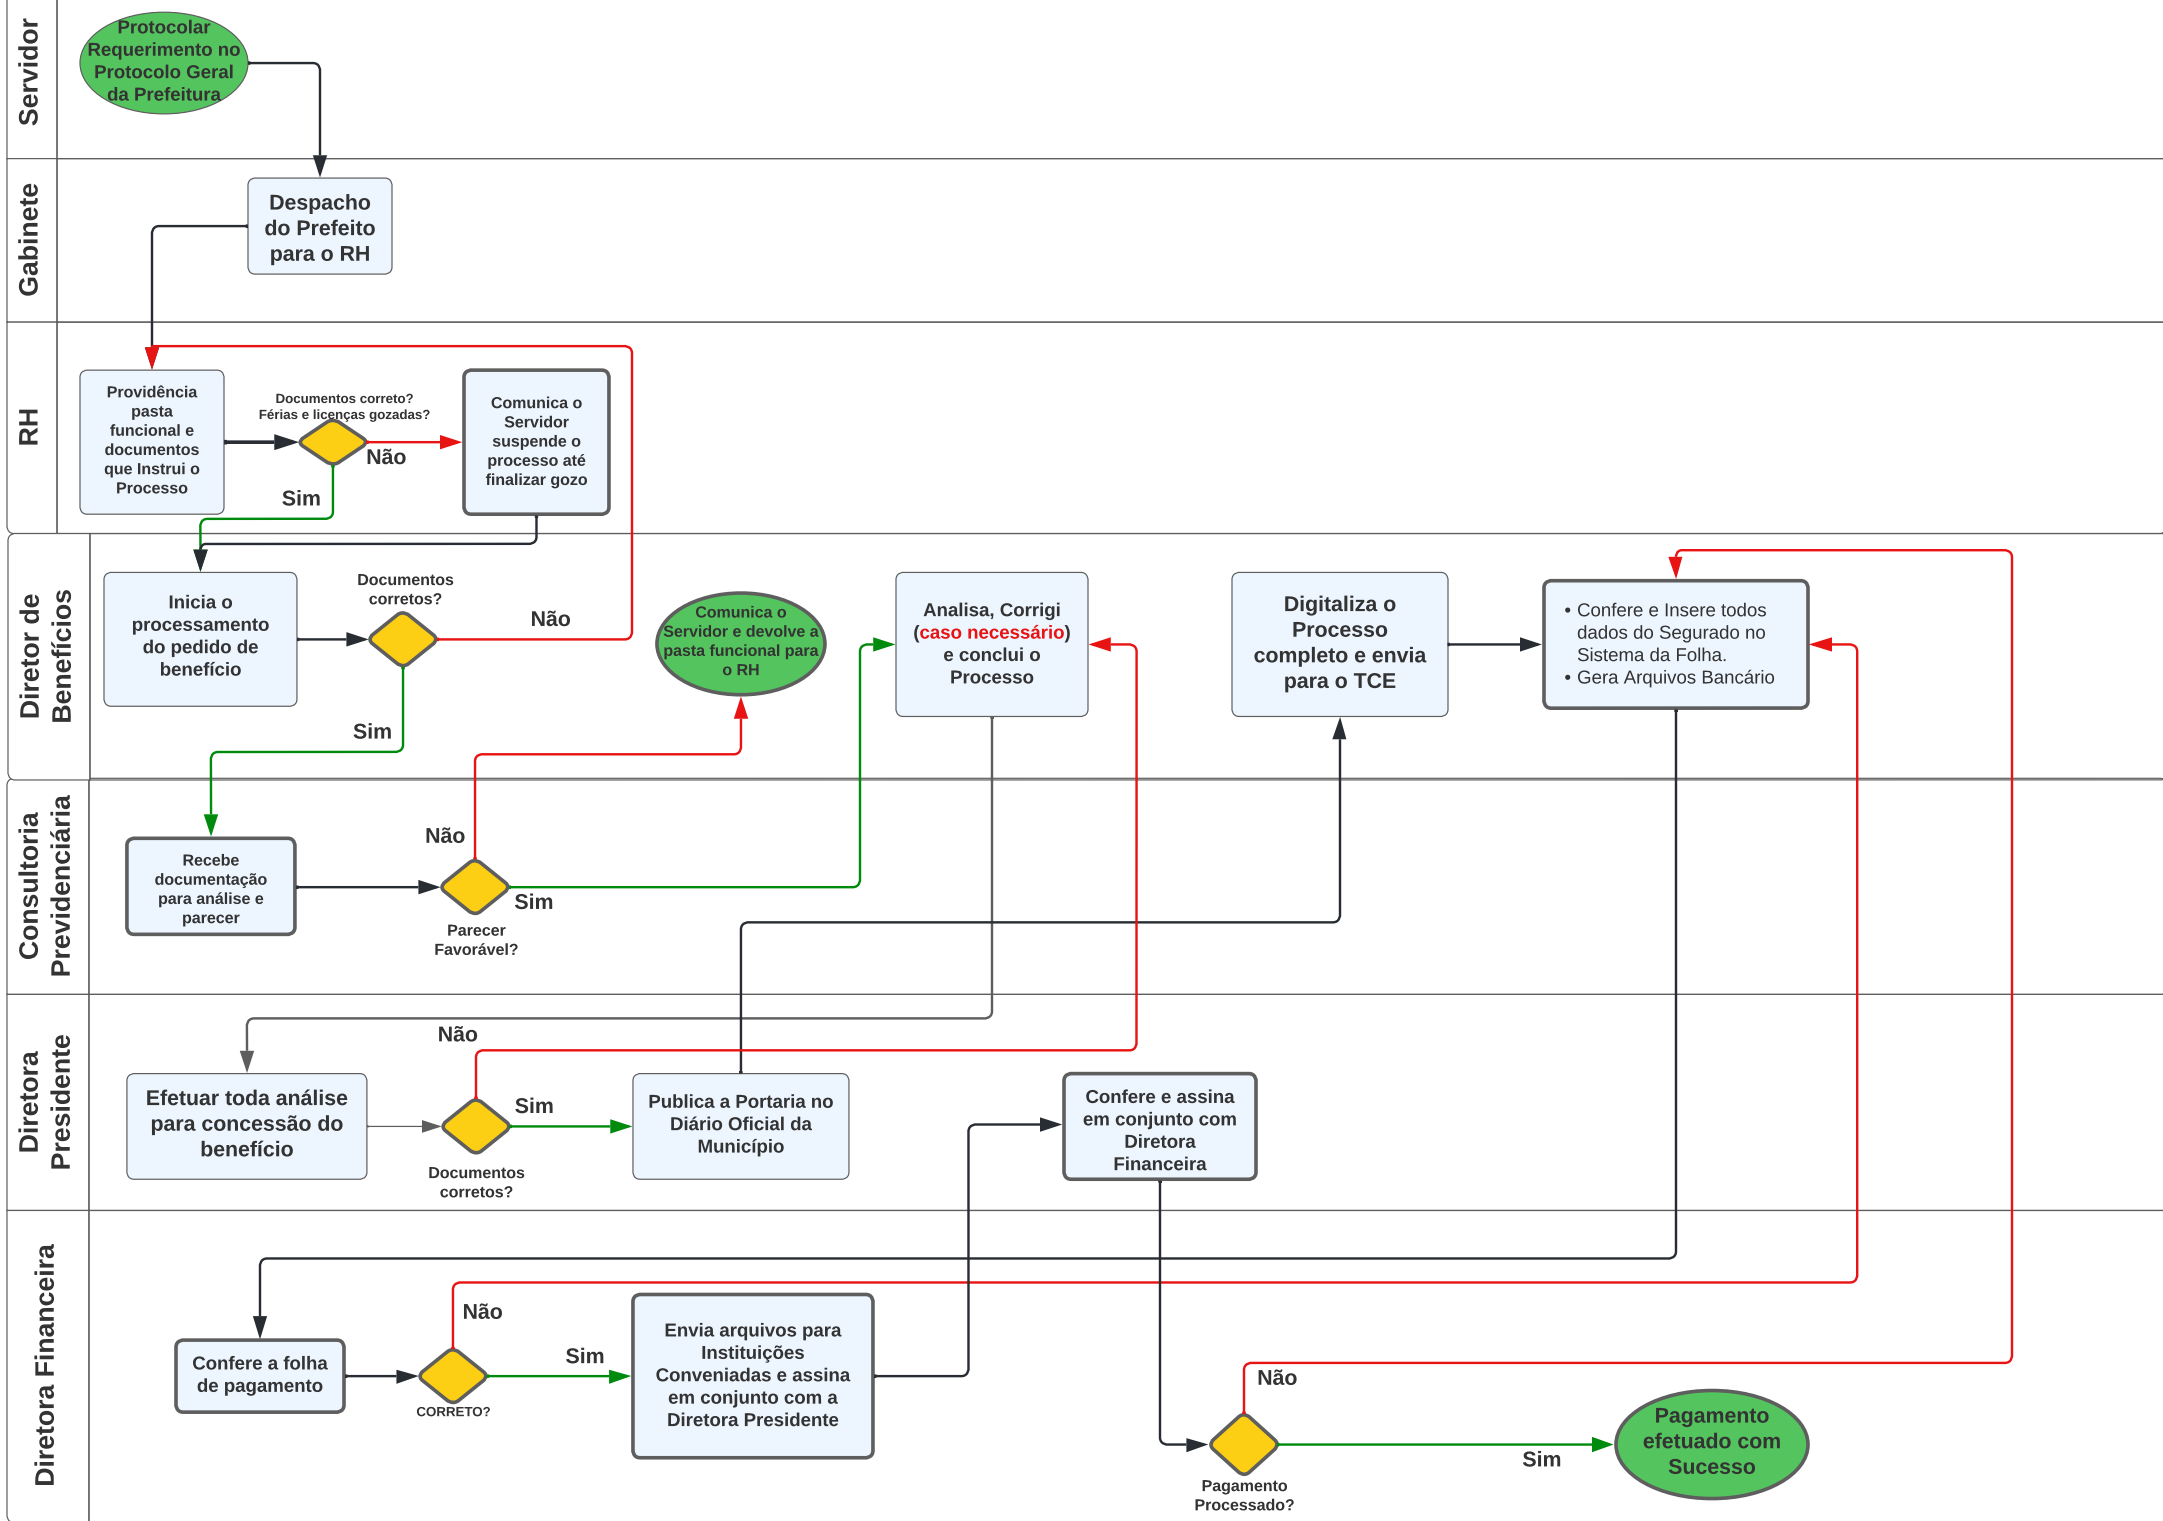 Servidor
Protocolar
Requerimento no
Protocolo Geral
da Prefeitura
Gabinete
Despacho
do Prefeito
para o RH
RH
Providência
pasta
funcional e
documentos
que Instrui o
Processo
Documentos correto?
Férias e licenças gozadas?
Não
Sim
Comunica o
Servidor
suspende o
processo até
finalizar gozo
Diretor de
Benefícios
Inicia o
processamento
do pedido de
benefício
Documentos
corretos?
Não
Sim
Comunica o
Servidor e devolve a
pasta funcional para
o RH
Analisa, Corrigi
(caso necessário)
e conclui o
Processo
Digitaliza o
Processo
completo e envia
para o TCE
• Confere e Insere todos
dados do Segurado no
Sistema da Folha.
• Gera Arquivos Bancário
Consultoria
Previdenciária
Recebe
documentação
para análise e
parecer
Não
Sim
Parecer
Favorável?
Diretora
Presidente
Efetuar toda análise
para concessão do
benefício
Não
Sim
Documentos
corretos?
Publica a Portaria no
Diário Oficial da
Município
Confere e assina
em conjunto com
Diretora
Financeira
Diretora Financeira
Confere a folha
de pagamento
Não
Sim
CORRETO?
Envia arquivos para
Instituições
Conveniadas e assina
em conjunto com a
Diretora Presidente
Não
Sim
Pagamento
Processado?
Pagamento
efetuado com
Sucesso